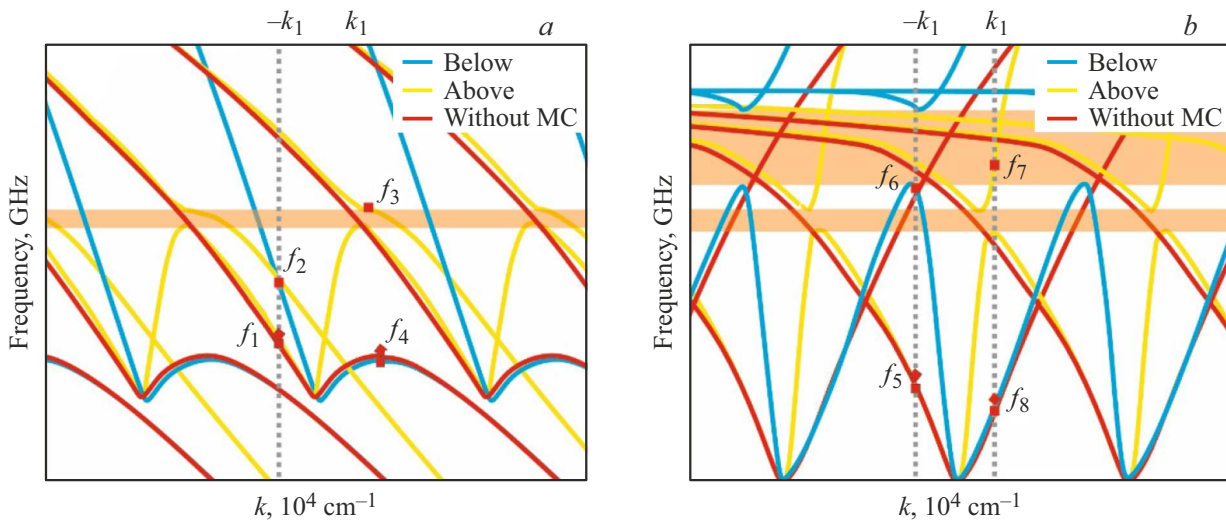 –k1 k1 a
Below
Above
Without MC
f3
f2
f1
f4
Frequency, GHz
k, 10^4 cm^–1
–k1 k1 b
Below
Above
Without MC
f6
f7
f5
f8
Frequency, GHz
k, 10^4 cm^–1